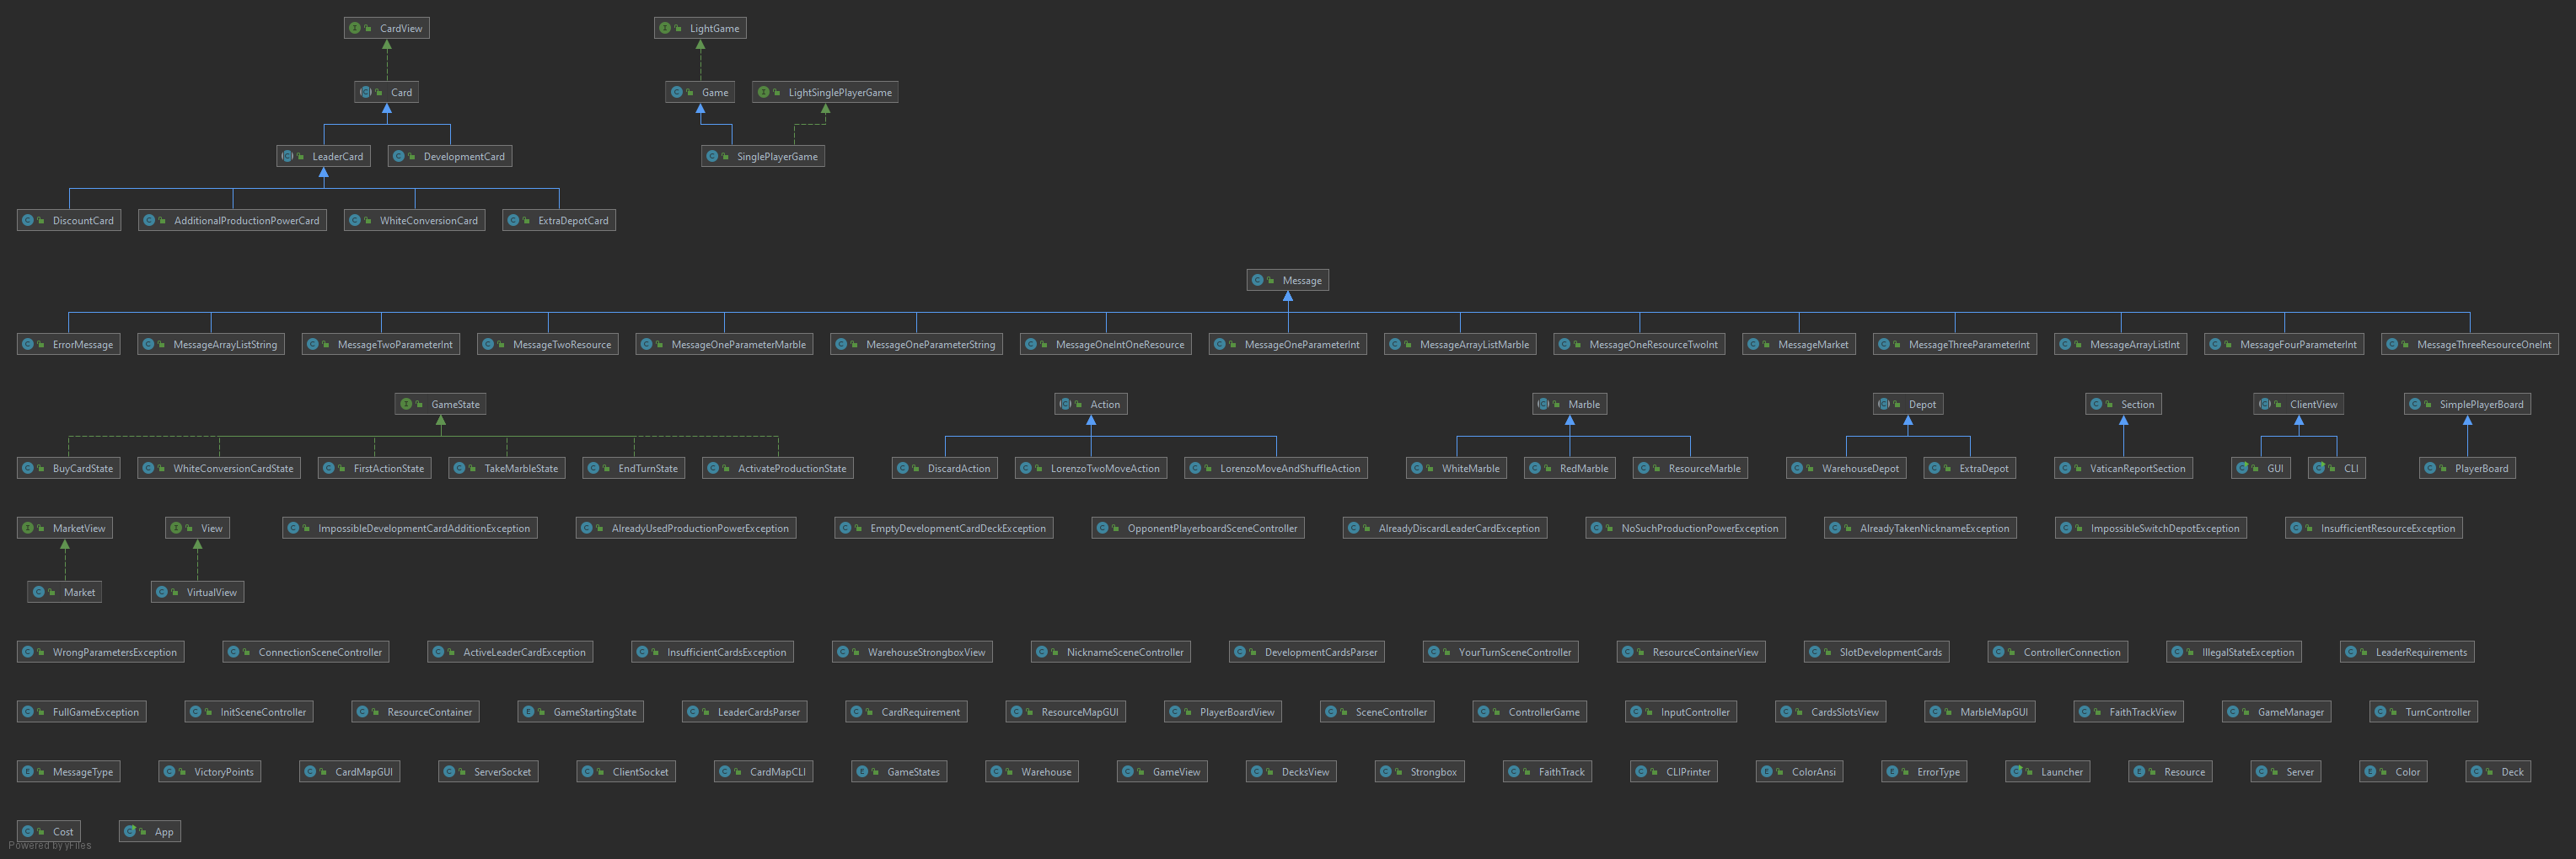 CardView
LightGame
Card
Game
LightSinglePlayerGame
LeaderCard
DevelopmentCard
SinglePlayerGame
DiscountCard
AdditionalProductionPowerCard
WhiteConversionCard
ExtraDepotCard
Message
ErrorMessage
MessageArrayListString
MessageTwoParameterInt
MessageTwoResource
MessageOneParameterMarble
MessageOneParameterString
MessageOneIntOneResource
MessageOneParameterInt
MessageArrayListMarble
MessageOneResourceTwoInt
MessageMarket
MessageThreeParameterInt
MessageArrayListInt
MessageFourParameterInt
MessageThreeResourceOneInt
GameState
Action
Marble
Depot
Section
ClientView
SimplePlayerBoard
BuyCardState
WhiteConversionCardState
FirstActionState
TakeMarbleState
EndTurnState
ActivateProductionState
DiscardAction
LorenzoTwoMoveAction
LorenzoMoveAndShuffleAction
WhiteMarble
RedMarble
ResourceMarble
WarehouseDepot
ExtraDepot
VaticanReportSection
GUI
CLI
PlayerBoard
MarketView
View
ImpossibleDevelopmentCardAdditionException
AlreadyUsedProductionPowerException
EmptyDevelopmentCardDeckException
OpponentPlayerboardSceneController
AlreadyDiscardLeaderCardException
NoSuchProductionPowerException
AlreadyTakenNicknameException
ImpossibleSwitchDepotException
InsufficientResourceException
Market
VirtualView
WrongParametersException
ConnectionSceneController
ActiveLeaderCardException
InsufficientCardsException
WarehouseStrongboxView
NicknameSceneController
DevelopmentCardsParser
YourTurnSceneController
ResourceContainerView
SlotDevelopmentCards
ControllerConnection
IllegalStateException
LeaderRequirements
FullGameException
InitSceneController
ResourceContainer
GameStartingState
LeaderCardsParser
CardRequirement
ResourceMapGUI
PlayerBoardView
SceneController
ControllerGame
InputController
CardsSlotsView
MarbleMapGUI
FaithTrackView
GameManager
TurnController
MessageType
VictoryPoints
CardMapGUI
ServerSocket
ClientSocket
CardMapCLI
GameStates
Warehouse
GameView
DecksView
Strongbox
FaithTrack
CLIPrinter
ColorAnsi
ErrorType
Launcher
Resource
Server
Color
Deck
Cost
App
Powered by yFiles